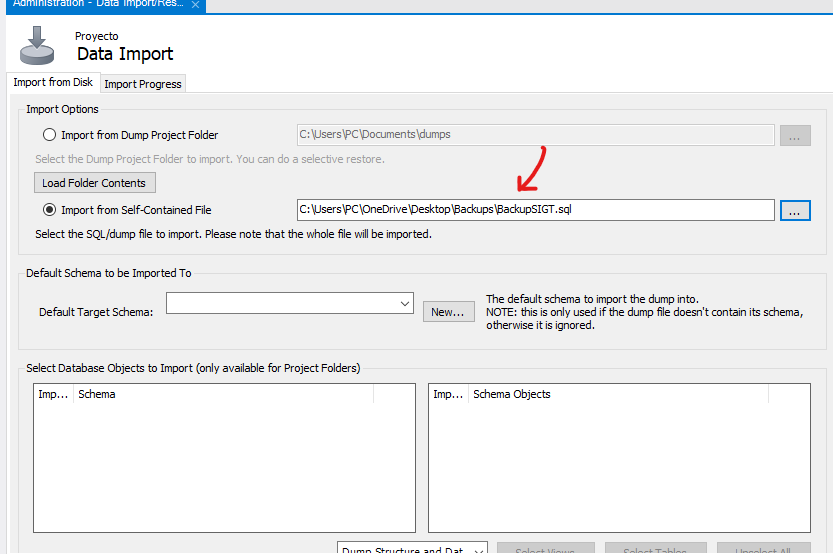 Administration - Data Import/Res...
Proyecto
Data Import
Import from Disk Import Progress
Import Options
Import from Dump Project Folder C:\Users\PC\Documents\dumps ...
Select the Dump Project Folder to import. You can do a selective restore.
Load Folder Contents
Import from Self-Contained File C:\Users\PC\OneDrive\Desktop\Backups\BackupSIGT.sql ...
Select the SQL/dump file to import. Please note that the whole file will be imported.
Default Schema to be Imported To
Default Target Schema: New... The default schema to import the dump into.
NOTE: this is only used if the dump file doesn't contain its schema,
otherwise it is ignored.
Select Database Objects to Import (only available for Project Folders)
Imp... Schema Imp... Schema Objects
Dump Structure and Dat Select Views Select Tables Unselect All